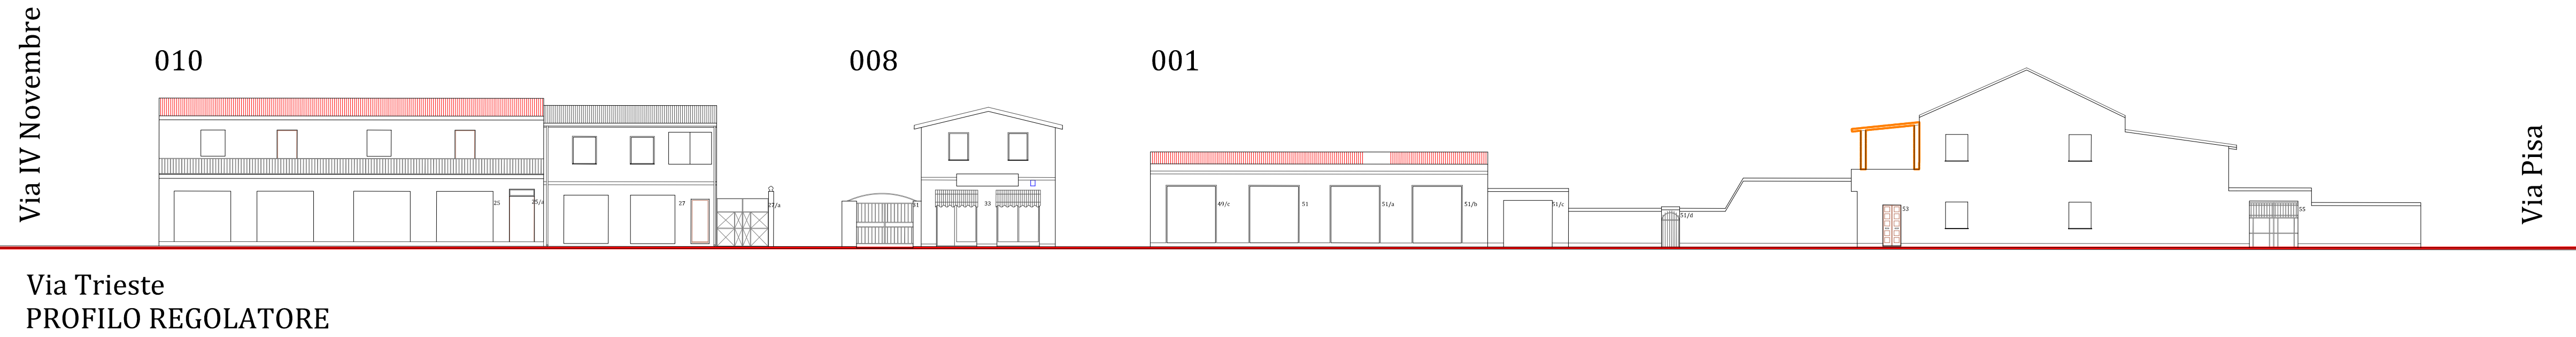 Via IV Novembre
010
008
001
25
25/a
27
27/a
31
33
49/c
51
51/a
51/b
51/c
51/d
53
55
Via Pisa
Via Trieste
PROFILO REGOLATORE